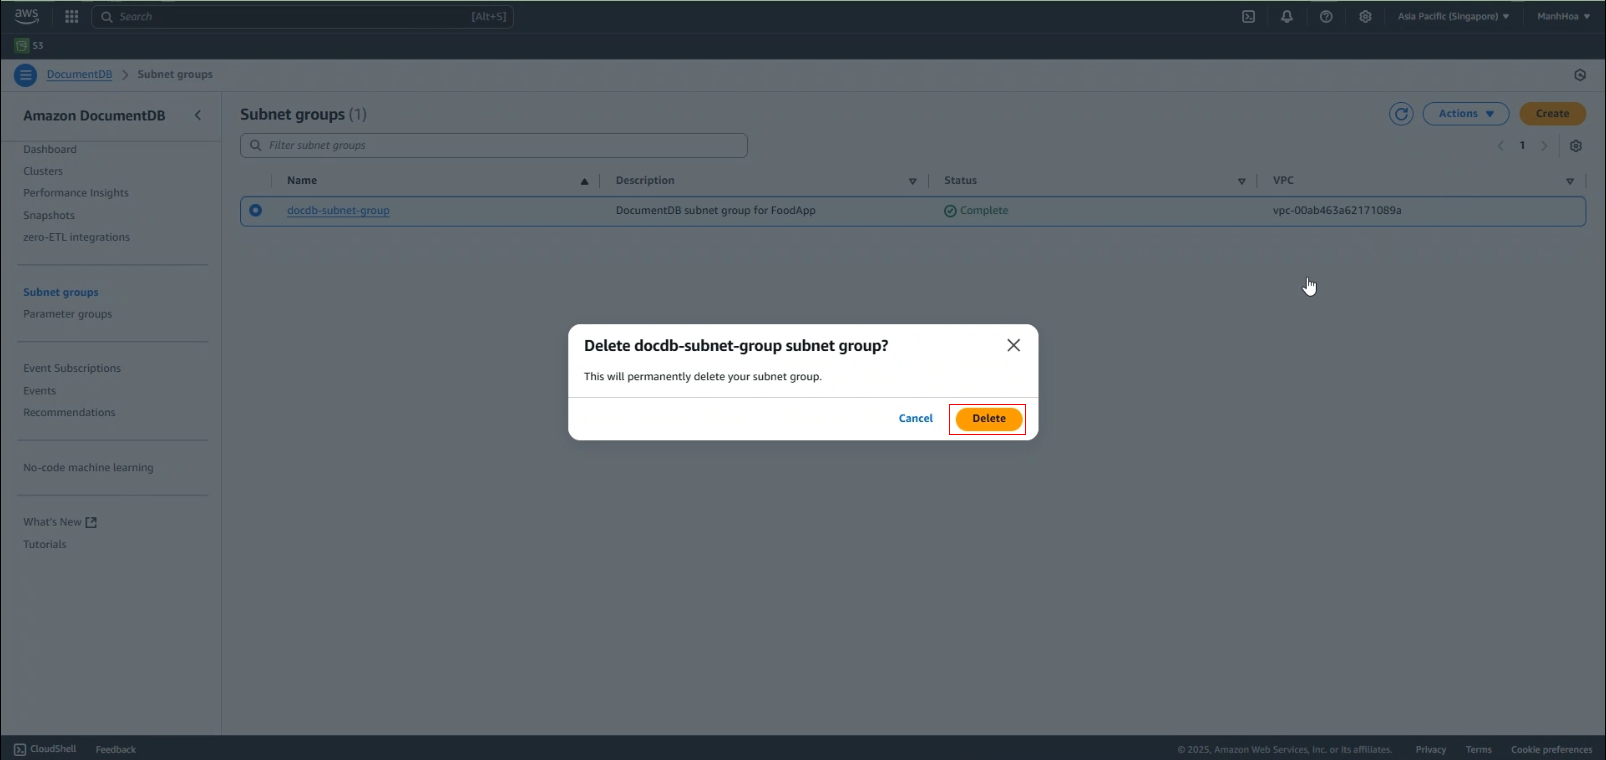 aws
Search [Alt+S] Asia Pacific (Singapore) ManhHoa
S3
DocumentDB Subnet groups
Amazon DocumentDB
Dashboard
Clusters
Performance Insights
Snapshots
zero-ETL integrations
Subnet groups
Parameter groups
Event Subscriptions
Events
Recommendations
No-code machine learning
What's New
Tutorials
Subnet groups (1)
Actions Create
Filter subnet groups
1
Name Description Status VPC
docdb-subnet-group DocumentDB subnet group for FoodApp Complete vpc-00ab463a62171089a
Delete docdb-subnet-group subnet group?
This will permanently delete your subnet group.
Cancel Delete
CloudShell Feedback © 2025, Amazon Web Services, Inc. or its affiliates. Privacy Terms Cookie preferences